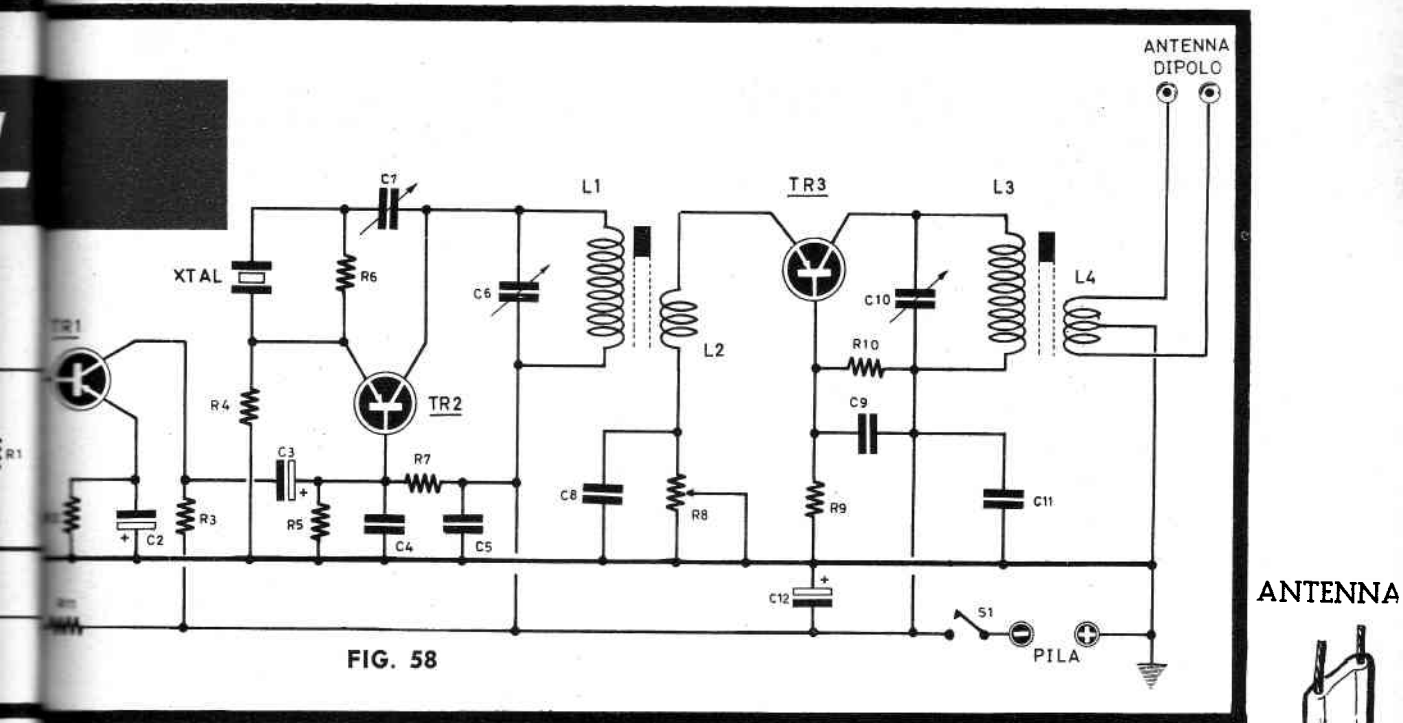 ANTENNA
DIPOLO
C7
L1
TR3
L3
XTAL
R6
C6
C10
L4
TR1
L2
R10
R4
TR2
C9
R1
C3
+
R7
R5
C8
R8
R9
C11
R3
+
C2
C4
C5
+
C12
S1
PILA
FIG. 58
ANTENNA